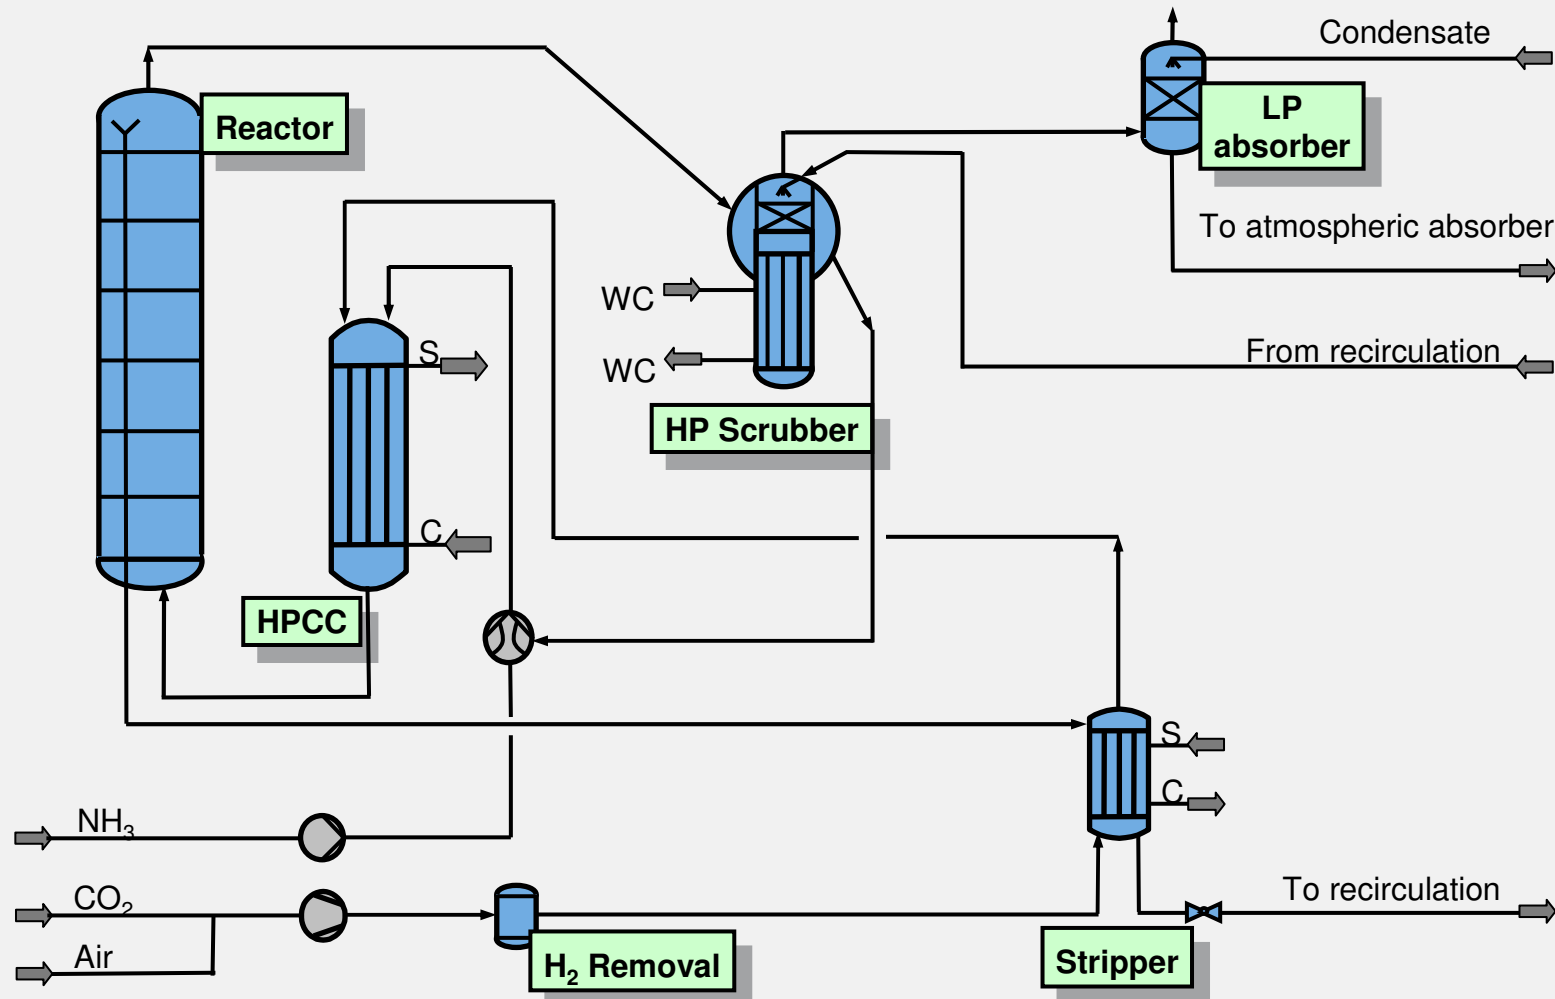 Condensate
Reactor
LP
absorber
To atmospheric absorber
WC
S
From recirculation
WC
HP Scrubber
C
HPCC
S
C
NH₃
CO₂
To recirculation
Air
H₂ Removal
Stripper